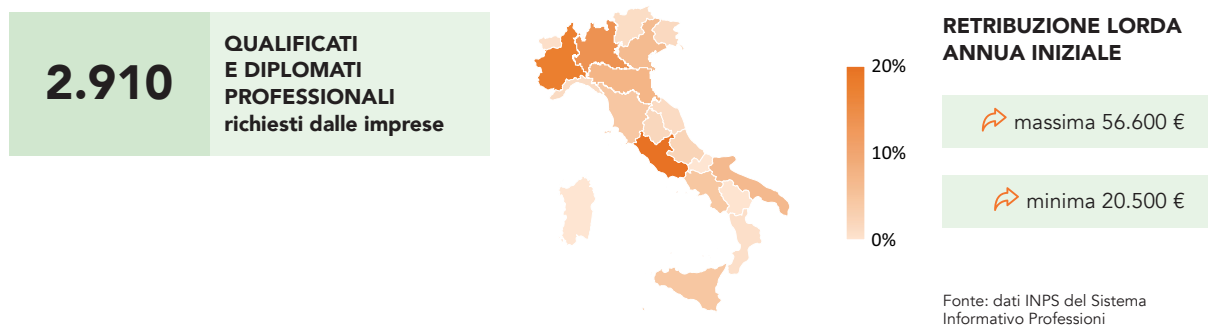 2.910
QUALIFICATI
E DIPLOMATI
PROFESSIONALI
richiesti dalle imprese
20%
10%
0%
RETRIBUZIONE LORDA
ANNUA INIZIALE
massima 56.600 €
minima 20.500 €
Fonte: dati INPS del Sistema
Informativo Professioni